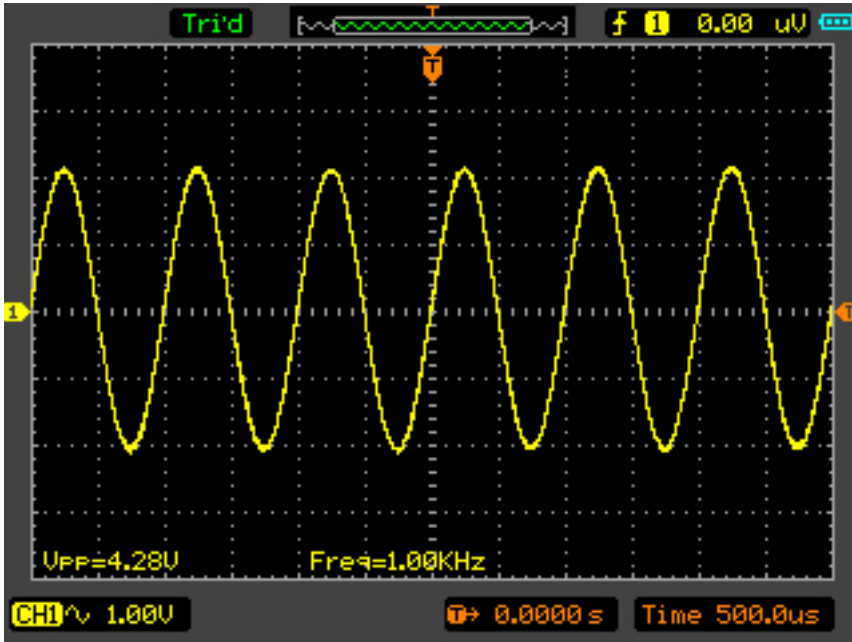 T
Tri'd 1 0.00 uV
T
1 T
VPP=4.28V Freq=1.00KHz
CH1 1.00V T→ 0.0000s Time 500.0us